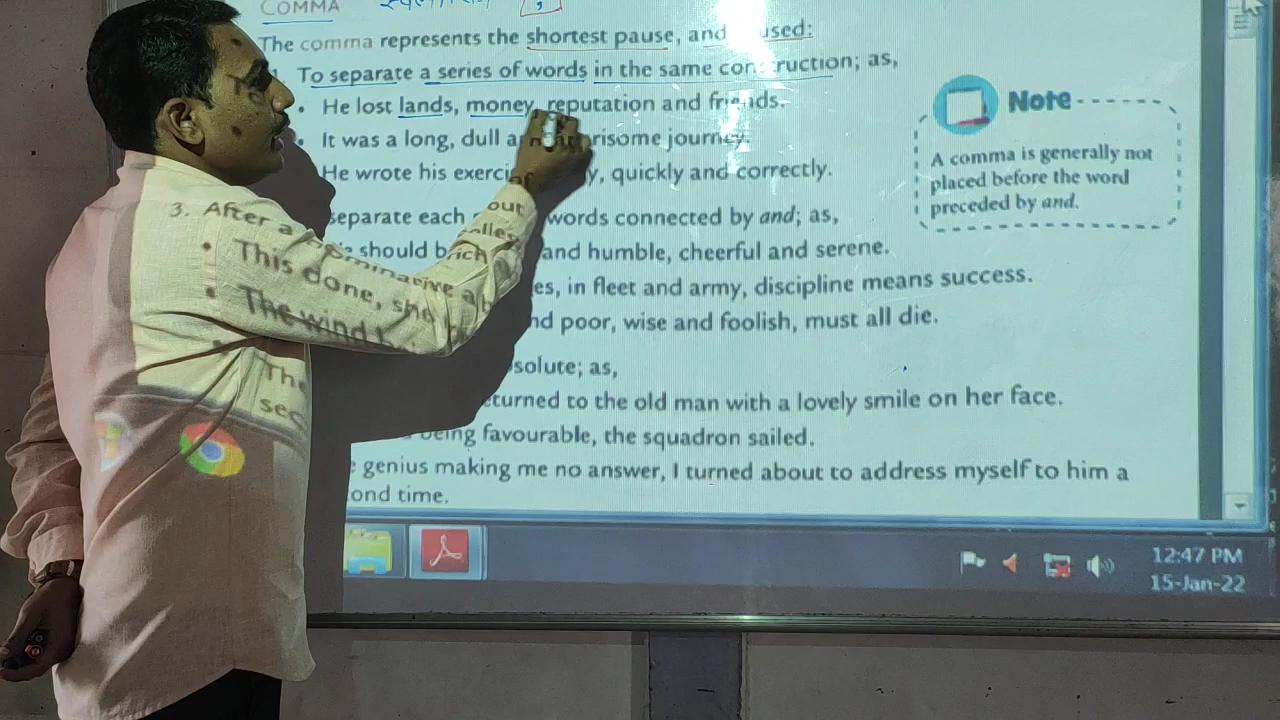 COMMA
The comma represents the shortest pause, and used:
To separate a series of words in the same construction; as,
• He lost lands, money, reputation and friends.
• It was a long, dull journey.
He wrote his , quickly and correctly.
separate each words connected by and; as,
should and humble, cheerful and serene.
in fleet and army, discipline means success.
poor, wise and foolish, must all die.
as,
to the old man with a lovely smile on her face.
being favourable, the squadron sailed.
genius making me no answer, I turned about to address myself to him a
time.
Note
A comma is generally not
placed before the word
preceded by and.
3. After a
• This done, she
• The wind
The
12:47 PM
15-Jan-22